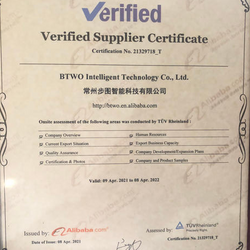 Verified
Verified Supplier Certificate
Certification No. 21329718_T
BTWO Intelligent Technology Co., Ltd.
常州步图智能科技有限公司
http://btwo.en.alibaba.com
Onsite assessment of the following areas was conducted by TÜV Rheinland :
Company Overview
Human Resources
Current Export Situation
Export Business Capacity
Quality Assurance
Company Development/Expansion Plans
Certification & Photos
Company and Product Samples
Valid: 09 Apr. 2021 to 08 Apr. 2022
Issued by:
Alibaba.com
Assessed by
TÜVRheinland
Precisely Right.
Date of Issue: 09 Apr. 2021